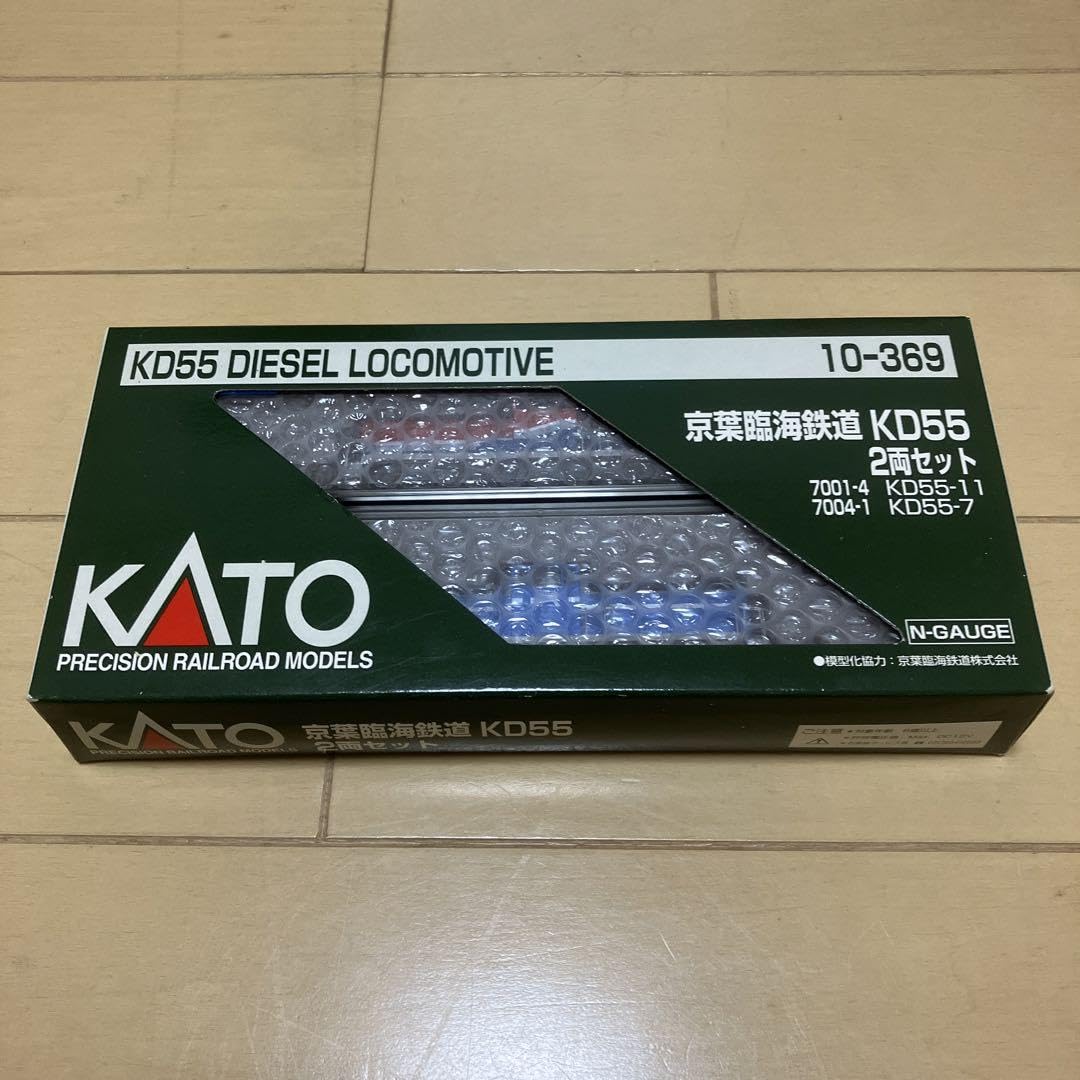 KD55 DIESEL LOCOMOTIVE
10-369
京葉臨海鉄道 KD55
2両セット
7001-4 KD55-11
7004-1 KD55-7
KATO
PRECISION RAILROAD MODELS
N-GAUGE
●模型化協力:京葉臨海鉄道株式会社
KATO
PRECISION RAILROAD MODELS
京葉臨海鉄道 KD55
2両セット
ご注意